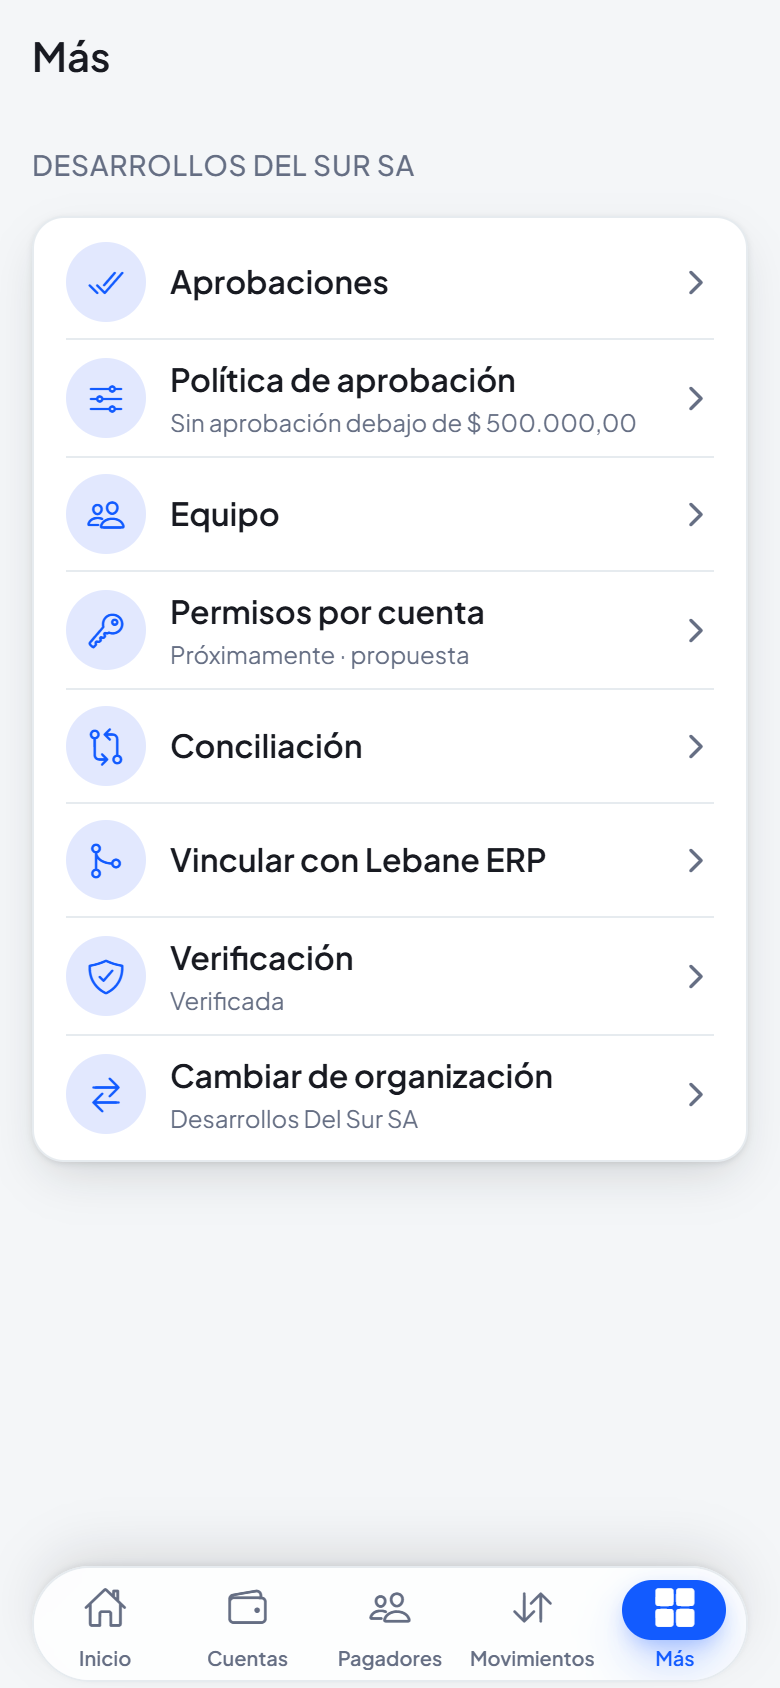 Más
DESARROLLOS DEL SUR SA
Aprobaciones
Política de aprobación
Sin aprobación debajo de $ 500.000,00
Equipo
Permisos por cuenta
Próximamente · propuesta
Conciliación
Vincular con Lebane ERP
Verificación
Verificada
Cambiar de organización
Desarrollos Del Sur SA
Inicio
Cuentas
Pagadores
Movimientos
Más